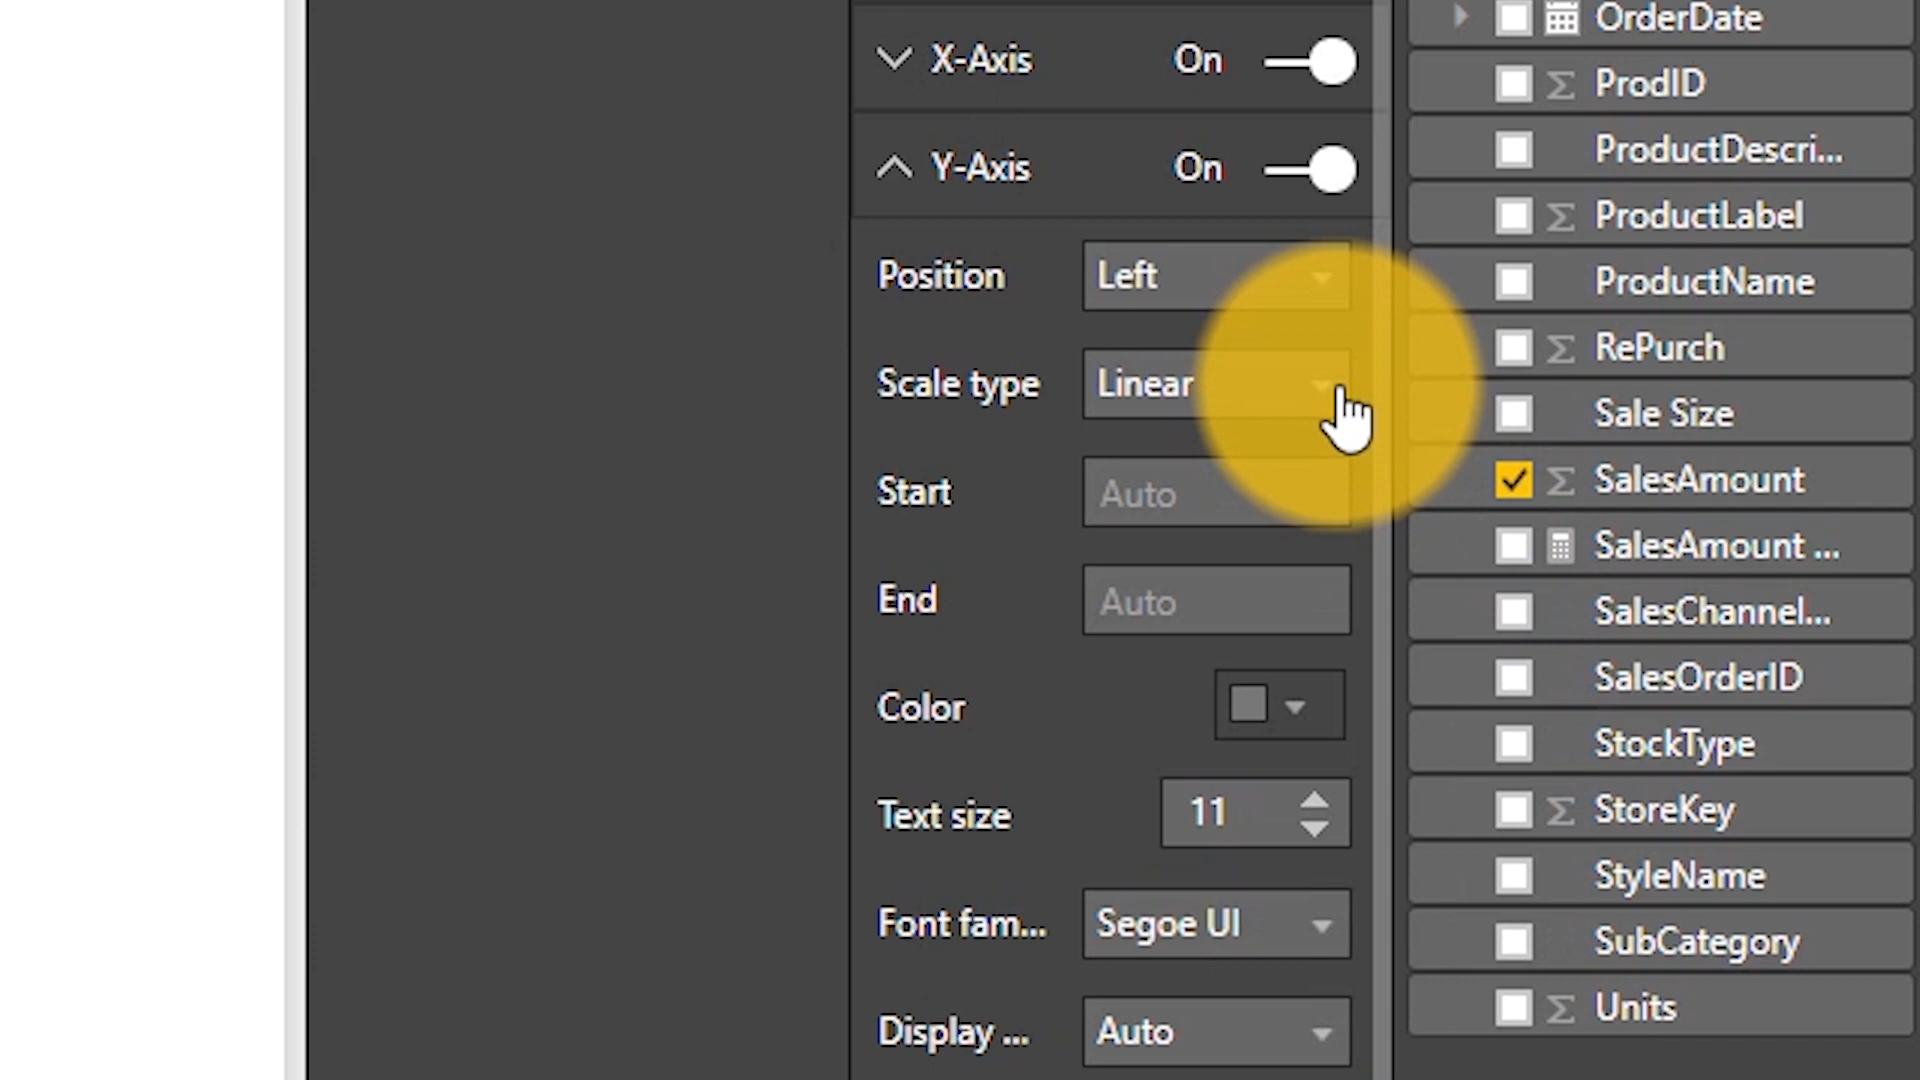 X-Axis On
Y-Axis On
Position Left
Scale type Linear
Start Auto
End Auto
Color
Text size 11
Font fam... Segoe UI
Display ... Auto
OrderDate
ProdID
ProductDescri...
ProductLabel
ProductName
RePurch
Sale Size
SalesAmount
SalesAmount ...
SalesChannel...
SalesOrderID
StockType
StoreKey
StyleName
SubCategory
Units